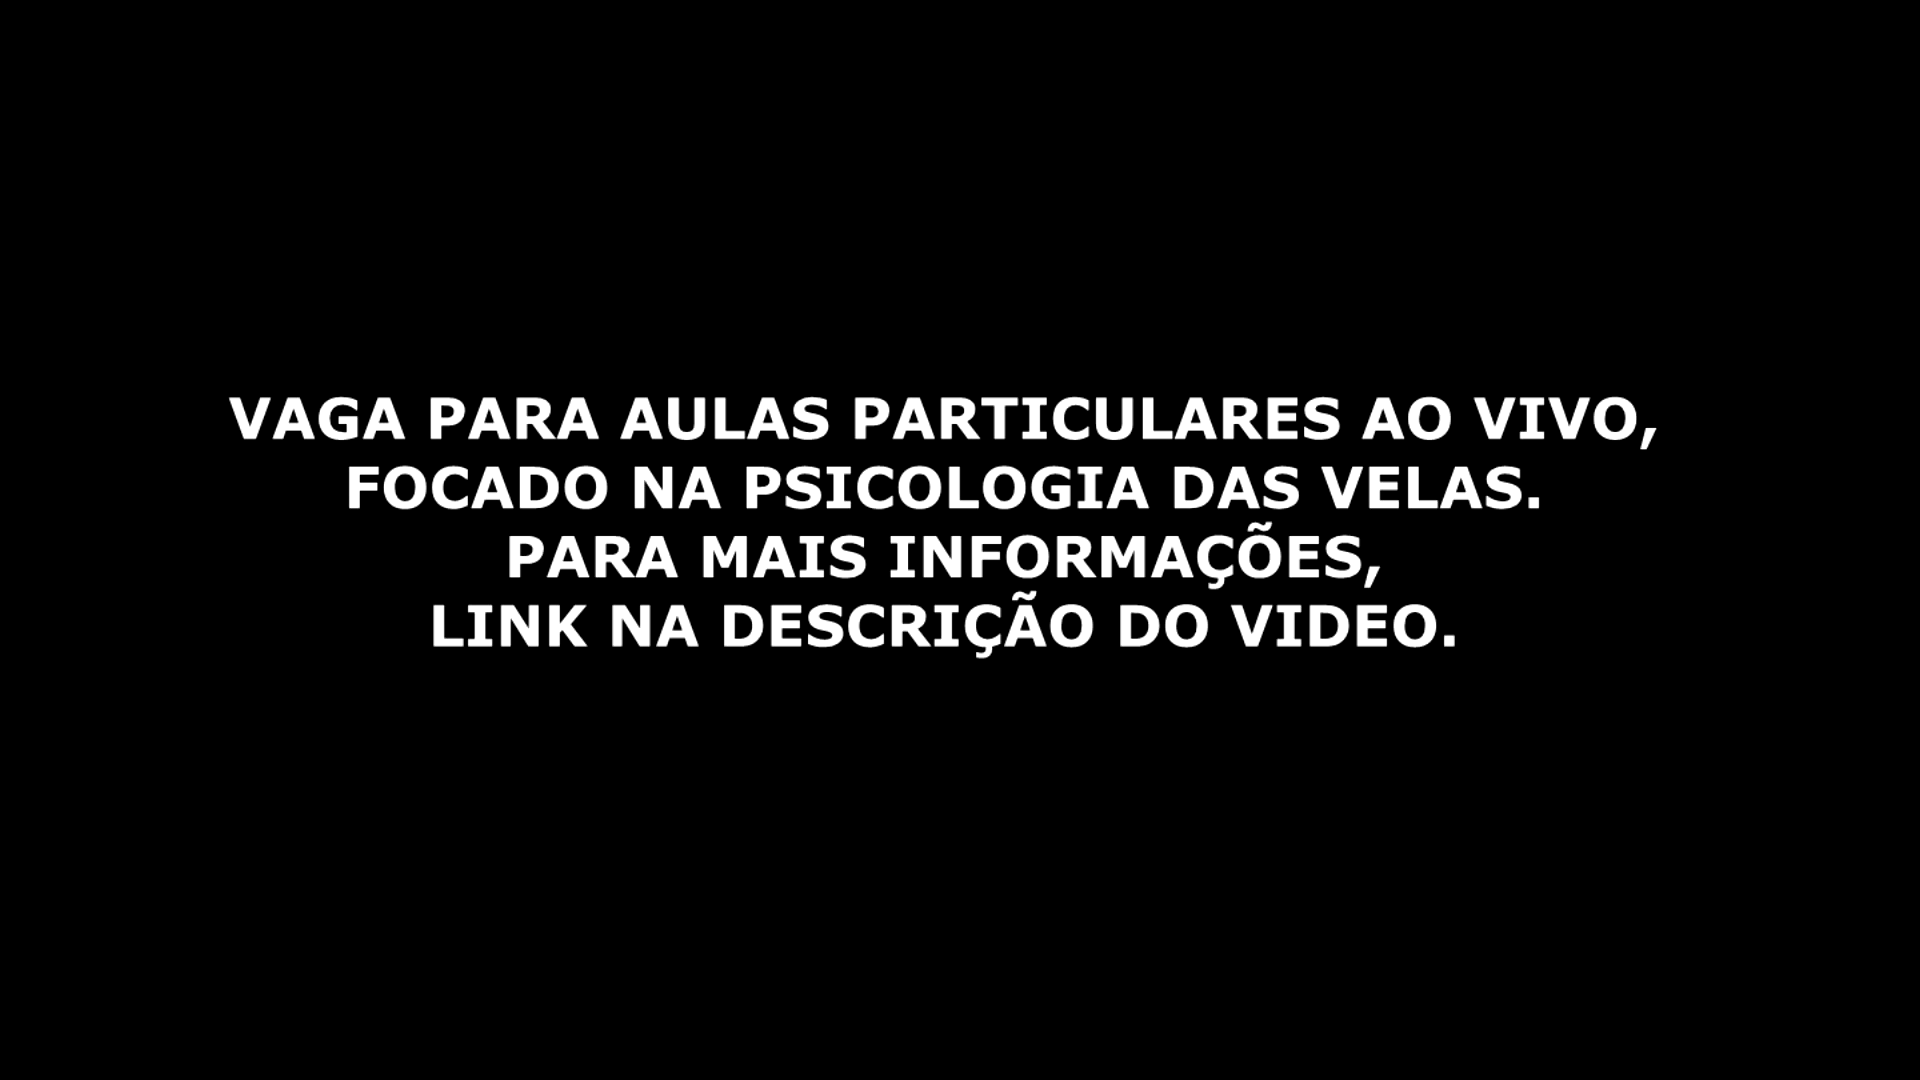 VAGA PARA AULAS PARTICULARES AO VIVO,
FOCADO NA PSICOLOGIA DAS VELAS.
PARA MAIS INFORMAÇÕES,
LINK NA DESCRIÇÃO DO VIDEO.